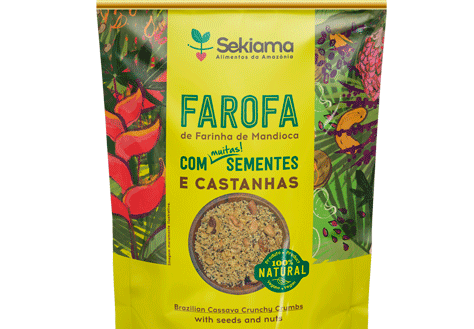 Sekiama
Alimentos da Amazônia
FAROFA
de Farinha de Mandioca
muitas!
COM SEMENTES
E CASTANHAS
100%
NATURAL
Brazilian Cassava Crunchy Crumbs
with seeds and nuts